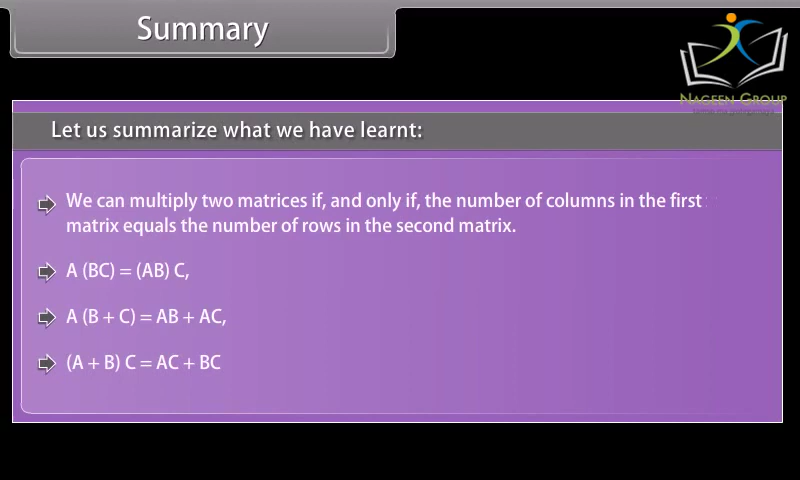 Summary
NAGEEN GROUP
Let us summarize what we have learnt:
We can multiply two matrices if, and only if, the number of columns in the first
matrix equals the number of rows in the second matrix.
A (BC) = (AB) C,
A (B + C) = AB + AC,
(A + B) C = AC + BC